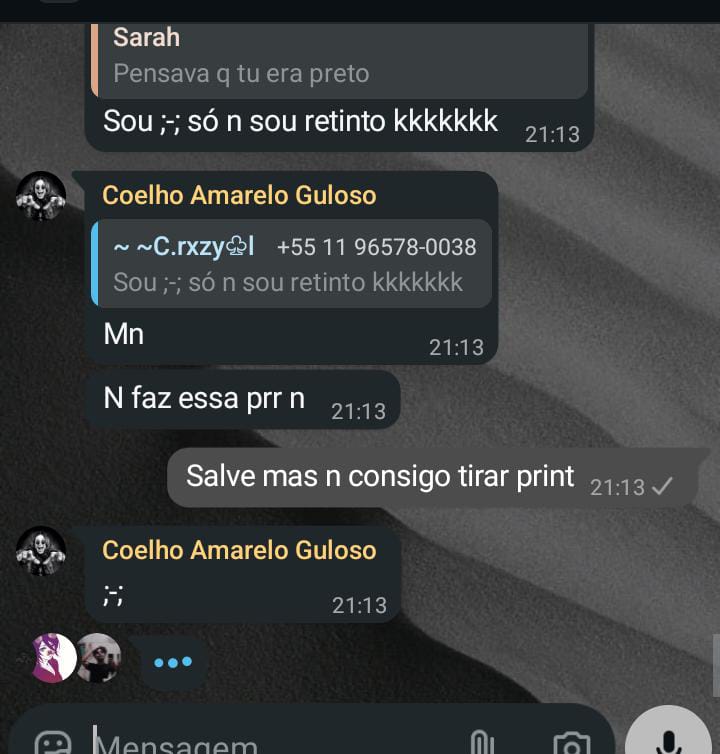 Sarah
Pensava q tu era preto
Sou ;-; só n sou retinto kkkkkkk 21:13
Coelho Amarelo Guloso
~ ~C.rxzy♧l +55 11 96578-0038
Sou ;-; só n sou retinto kkkkkkk
Mn 21:13
N faz essa prr n 21:13
Salve mas n consigo tirar print 21:13
Coelho Amarelo Guloso
;-; 21:13
Mensagem